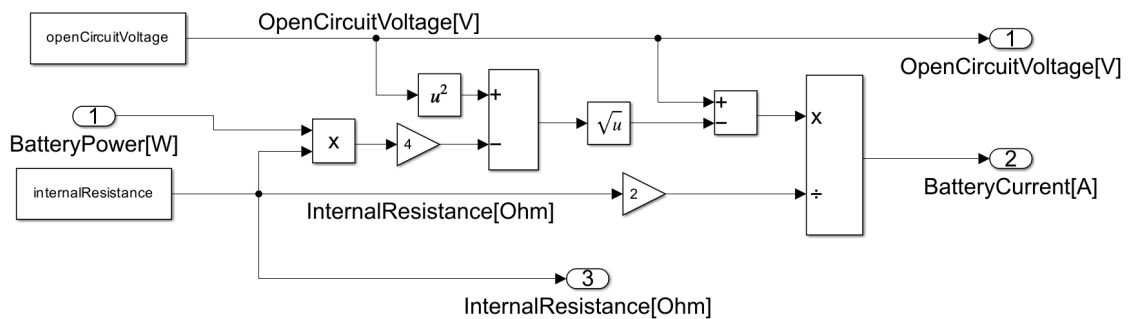 OpenCircuitVoltage[V]
openCircuitVoltage
1
OpenCircuitVoltage[V]
u²
+
−
√u
+
−
1
BatteryPower[W]
x
4
x
2
BatteryCurrent[A]
internalResistance
InternalResistance[Ohm]
2
÷
3
InternalResistance[Ohm]